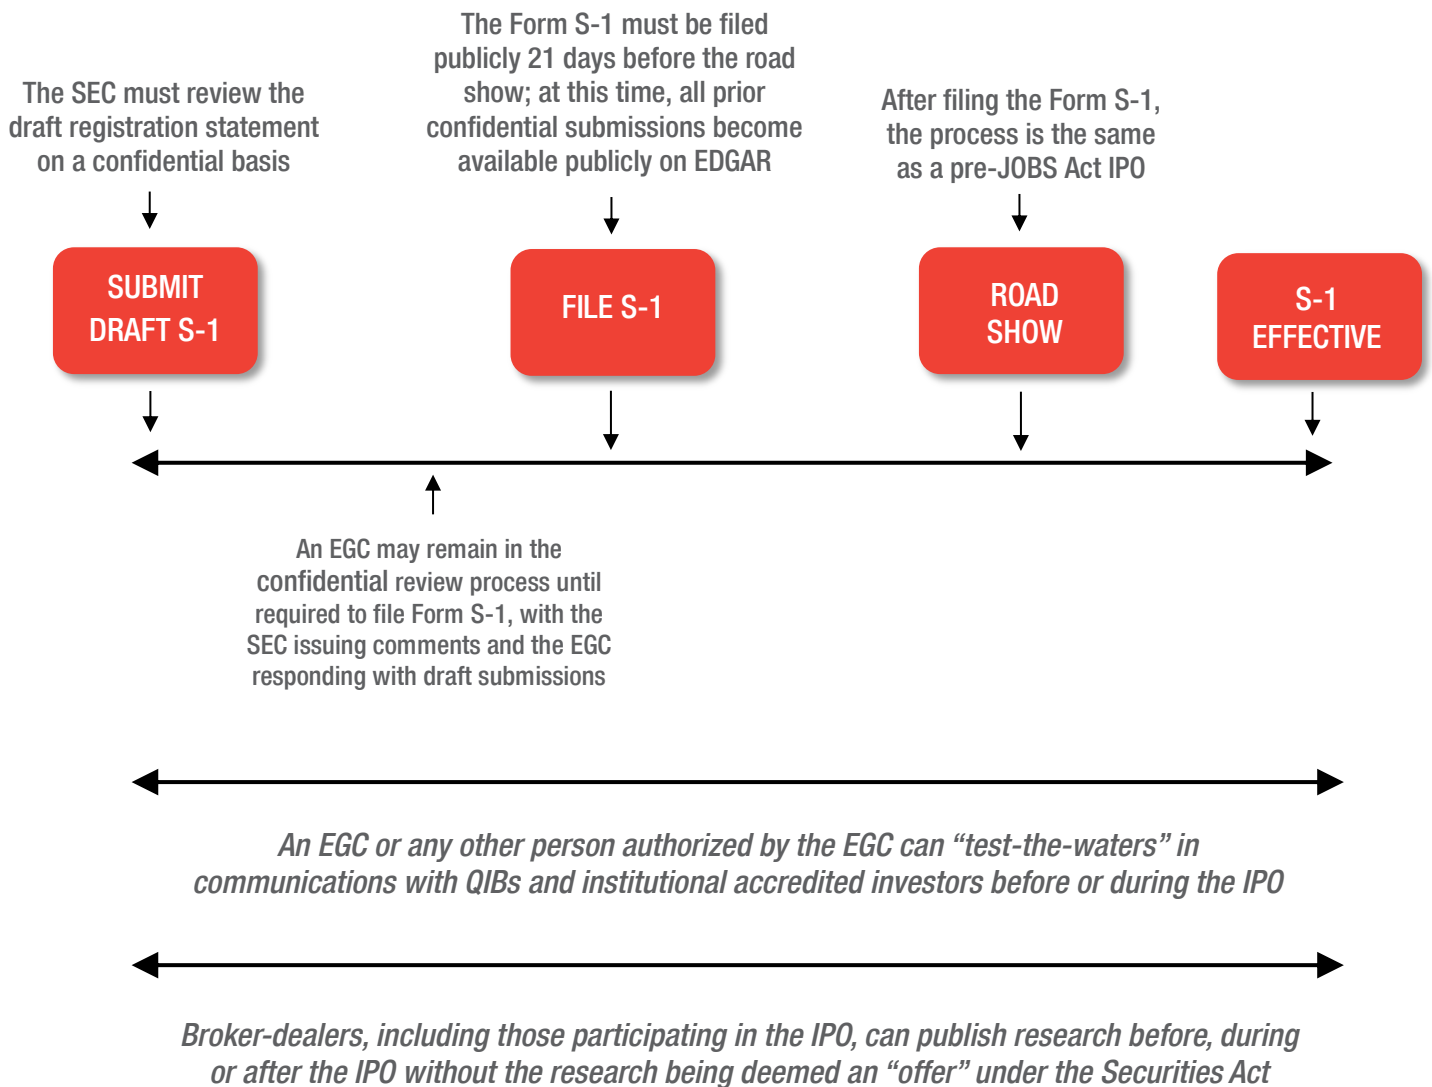 The SEC must review the
draft registration statement
on a confidential basis
The Form S-1 must be filed
publicly 21 days before the road
show; at this time, all prior
confidential submissions become
available publicly on EDGAR
After filing the Form S-1,
the process is the same
as a pre-JOBS Act IPO
SUBMIT
DRAFT S-1
FILE S-1
ROAD
SHOW
S-1
EFFECTIVE
An EGC may remain in the
confidential review process until
required to file Form S-1, with the
SEC issuing comments and the EGC
responding with draft submissions
An EGC or any other person authorized by the EGC can “test-the-waters” in
communications with QIBs and institutional accredited investors before or during the IPO
Broker-dealers, including those participating in the IPO, can publish research before, during
or after the IPO without the research being deemed an “offer” under the Securities Act